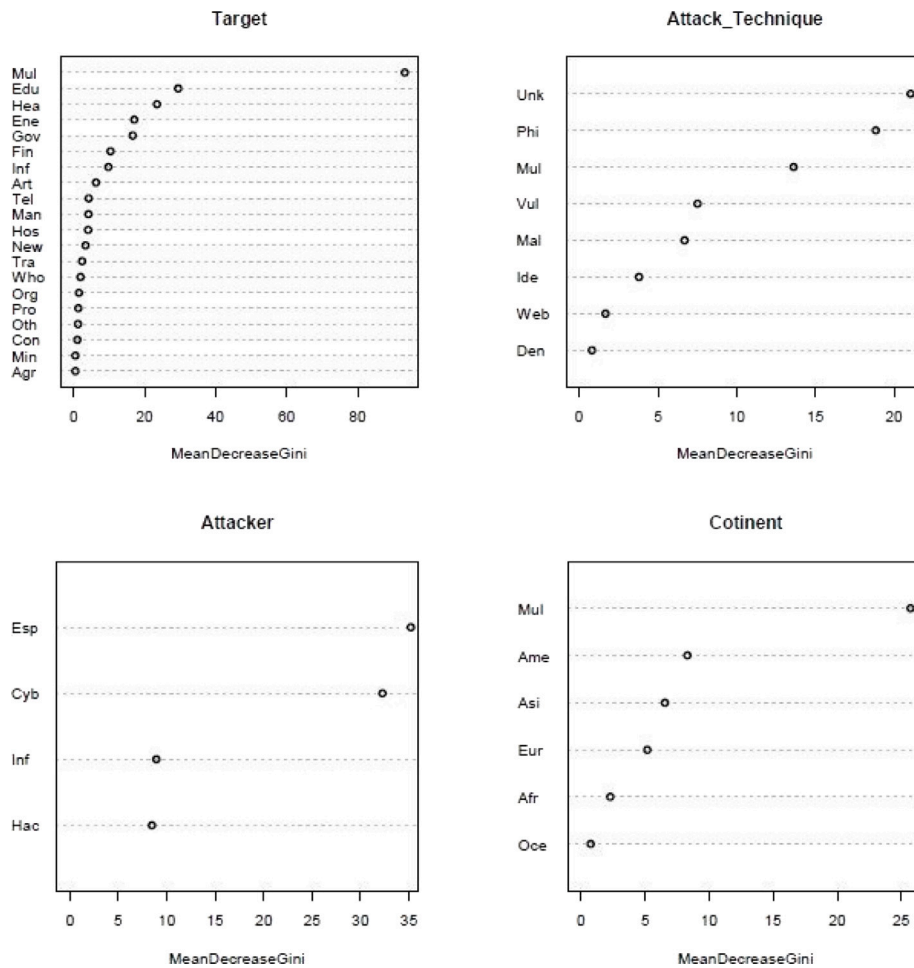 Target
Mul
Edu
Hea
Ene
Gov
Fin
Inf
Art
Tel
Man
Hos
New
Tra
Who
Org
Pro
Oth
Con
Min
Agr
0 20 40 60 80
MeanDecreaseGini
Attack_Technique
Unk
Phi
Mul
Vul
Mal
Ide
Web
Den
0 5 10 15 20
MeanDecreaseGini
Attacker
Esp
Cyb
Inf
Hac
0 5 10 15 20 25 30 35
MeanDecreaseGini
Cotinent
Mul
Ame
Asi
Eur
Afr
Oce
0 5 10 15 20 25
MeanDecreaseGini